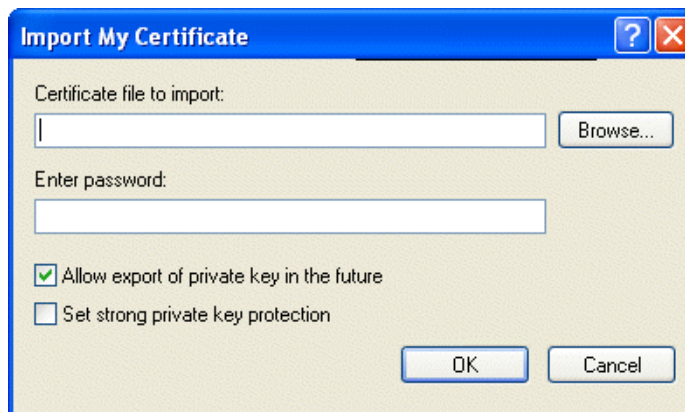 Import My Certificate
Certificate file to import:
Browse...
Enter password:
Allow export of private key in the future
Set strong private key protection
OK Cancel